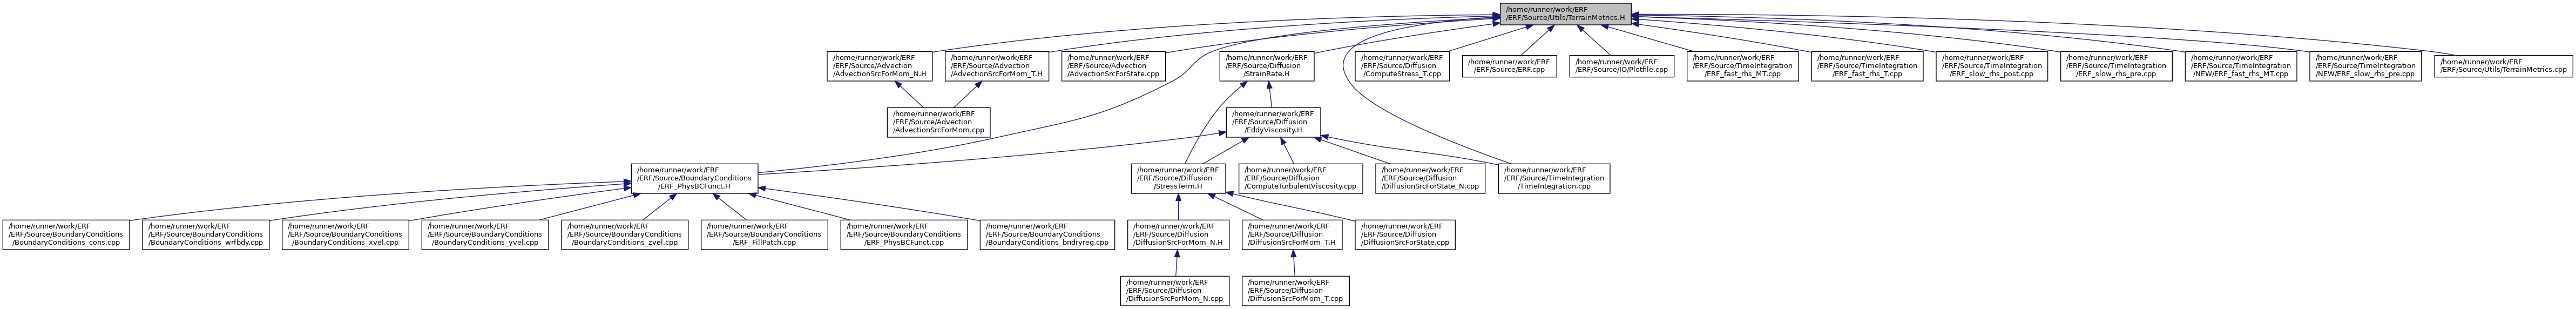 /home/runner/work/ERF
/ERF/Source/Utils/TerrainMetrics.H
/home/runner/work/ERF
/ERF/Source/Advection
/AdvectionSrcForMom_N.H
/home/runner/work/ERF
/ERF/Source/Advection
/AdvectionSrcForMom_T.H
/home/runner/work/ERF
/ERF/Source/Advection
/AdvectionSrcForState.cpp
/home/runner/work/ERF
/ERF/Source/Diffusion
/StrainRate.H
/home/runner/work/ERF
/ERF/Source/Diffusion
/ComputeStress_T.cpp
/home/runner/work/ERF
/ERF/Source/ERF.cpp
/home/runner/work/ERF
/ERF/Source/IO/Plotfile.cpp
/home/runner/work/ERF
/ERF/Source/TimeIntegration
/ERF_fast_rhs_MT.cpp
/home/runner/work/ERF
/ERF/Source/TimeIntegration
/ERF_fast_rhs_T.cpp
/home/runner/work/ERF
/ERF/Source/TimeIntegration
/ERF_slow_rhs_post.cpp
/home/runner/work/ERF
/ERF/Source/TimeIntegration
/ERF_slow_rhs_pre.cpp
/home/runner/work/ERF
/ERF/Source/TimeIntegration
/NEW/ERF_fast_rhs_MT.cpp
/home/runner/work/ERF
/ERF/Source/TimeIntegration
/NEW/ERF_slow_rhs_pre.cpp
/home/runner/work/ERF
/ERF/Source/Utils/TerrainMetrics.cpp
/home/runner/work/ERF
/ERF/Source/Advection
/AdvectionSrcForMom.cpp
/home/runner/work/ERF
/ERF/Source/Diffusion
/EddyViscosity.H
/home/runner/work/ERF
/ERF/Source/BoundaryConditions
/ERF_PhysBCFunct.H
/home/runner/work/ERF
/ERF/Source/Diffusion
/StressTerm.H
/home/runner/work/ERF
/ERF/Source/Diffusion
/ComputeTurbulentViscosity.cpp
/home/runner/work/ERF
/ERF/Source/Diffusion
/DiffusionSrcForState_N.cpp
/home/runner/work/ERF
/ERF/Source/TimeIntegration
/TimeIntegration.cpp
/home/runner/work/ERF
/ERF/Source/BoundaryConditions
/BoundaryConditions_cons.cpp
/home/runner/work/ERF
/ERF/Source/BoundaryConditions
/BoundaryConditions_wrfbdy.cpp
/home/runner/work/ERF
/ERF/Source/BoundaryConditions
/BoundaryConditions_xvel.cpp
/home/runner/work/ERF
/ERF/Source/BoundaryConditions
/BoundaryConditions_yvel.cpp
/home/runner/work/ERF
/ERF/Source/BoundaryConditions
/BoundaryConditions_zvel.cpp
/home/runner/work/ERF
/ERF/Source/BoundaryConditions
/ERF_FillPatch.cpp
/home/runner/work/ERF
/ERF/Source/BoundaryConditions
/ERF_PhysBCFunct.cpp
/home/runner/work/ERF
/ERF/Source/BoundaryConditions
/BoundaryConditions_bndryreg.cpp
/home/runner/work/ERF
/ERF/Source/Diffusion
/DiffusionSrcForMom_N.H
/home/runner/work/ERF
/ERF/Source/Diffusion
/DiffusionSrcForMom_T.H
/home/runner/work/ERF
/ERF/Source/Diffusion
/DiffusionSrcForState.cpp
/home/runner/work/ERF
/ERF/Source/Diffusion
/DiffusionSrcForMom_N.cpp
/home/runner/work/ERF
/ERF/Source/Diffusion
/DiffusionSrcForMom_T.cpp